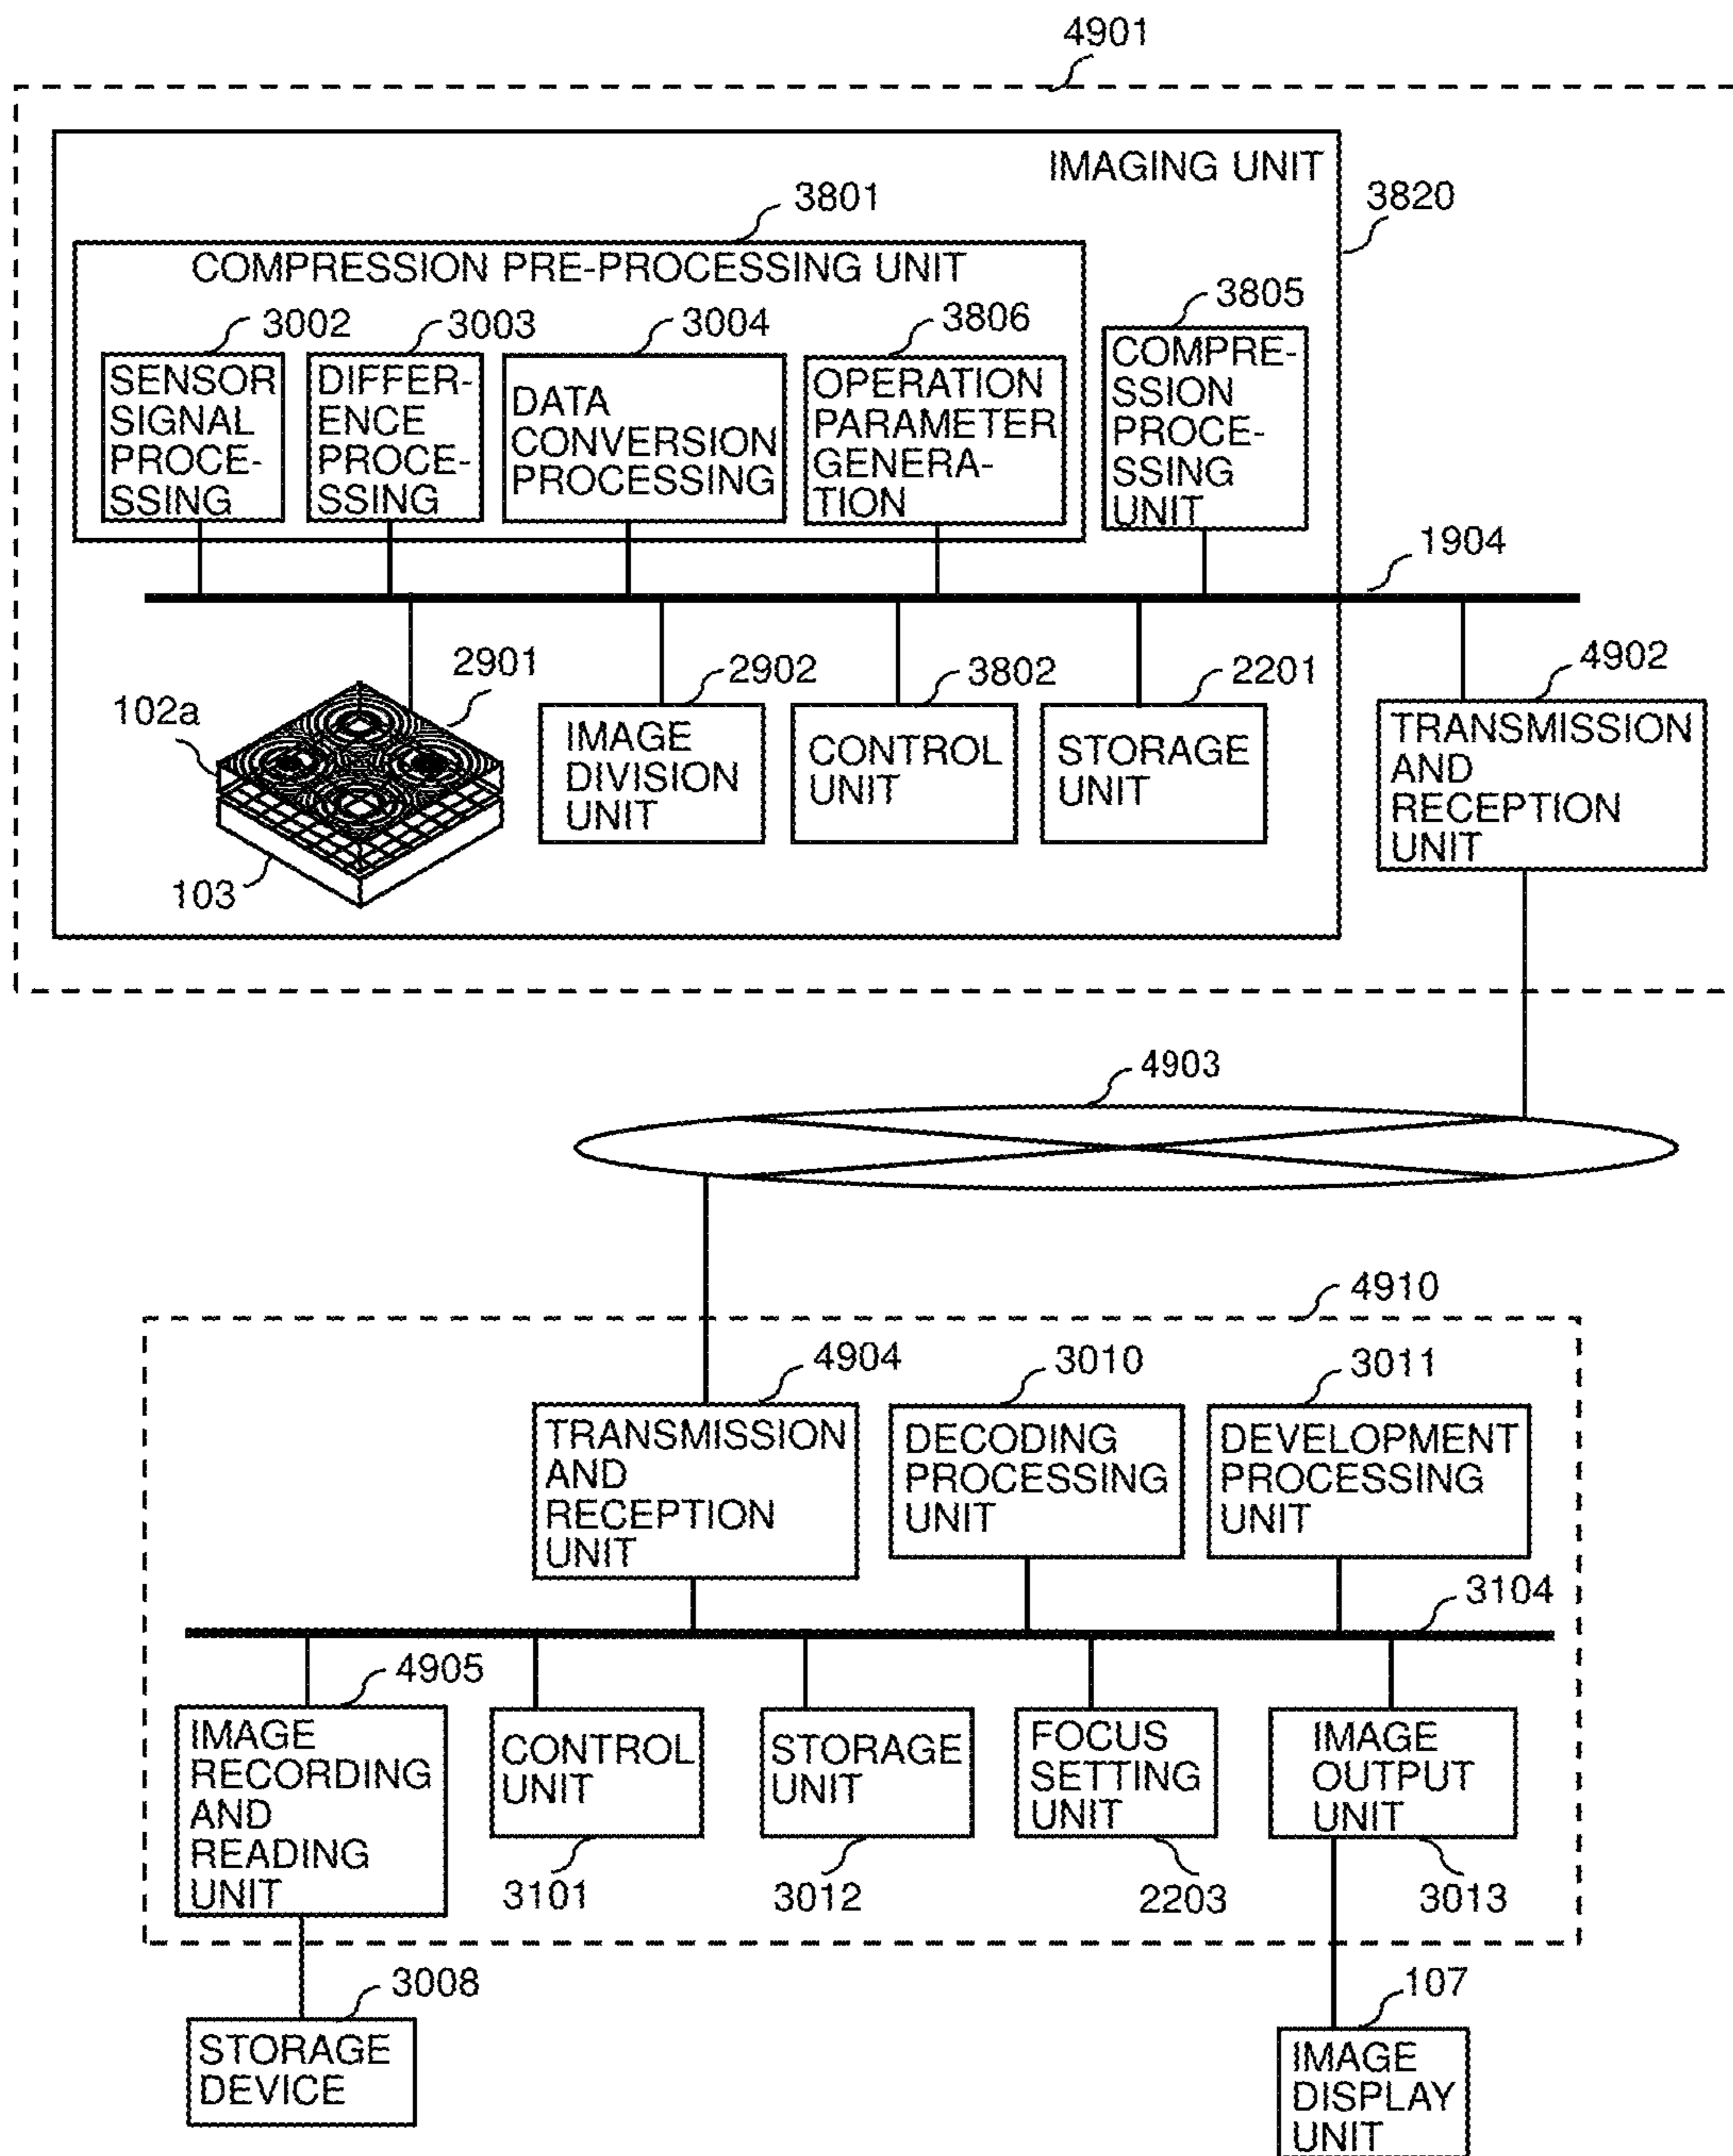 4901
IMAGING UNIT
3820
3801
COMPRESSION PRE-PROCESSING UNIT
3002
SENSOR
SIGNAL
PROCE-
SSING
3003
DIFFER-
ENCE
PROCE-
SSING
3004
DATA
CONVERSION
PROCESSING
3806
OPERATION
PARAMETER
GENERA-
TION
3805
COMPRE-
SSION
PROCE-
SSING
UNIT
1904
2901
102a
103
2902
IMAGE
DIVISION
UNIT
3802
CONTROL
UNIT
2201
STORAGE
UNIT
4902
TRANSMISSION
AND
RECEPTION
UNIT
4903
4910
4904
TRANSMISSION
AND
RECEPTION
UNIT
3010
DECODING
PROCESSING
UNIT
3011
DEVELOPMENT
PROCESSING
UNIT
3104
4905
IMAGE
RECORDING
AND
READING
UNIT
CONTROL
UNIT
3101
STORAGE
UNIT
3012
FOCUS
SETTING
UNIT
2203
IMAGE
OUTPUT
UNIT
3013
3008
STORAGE
DEVICE
107
IMAGE
DISPLAY
UNIT